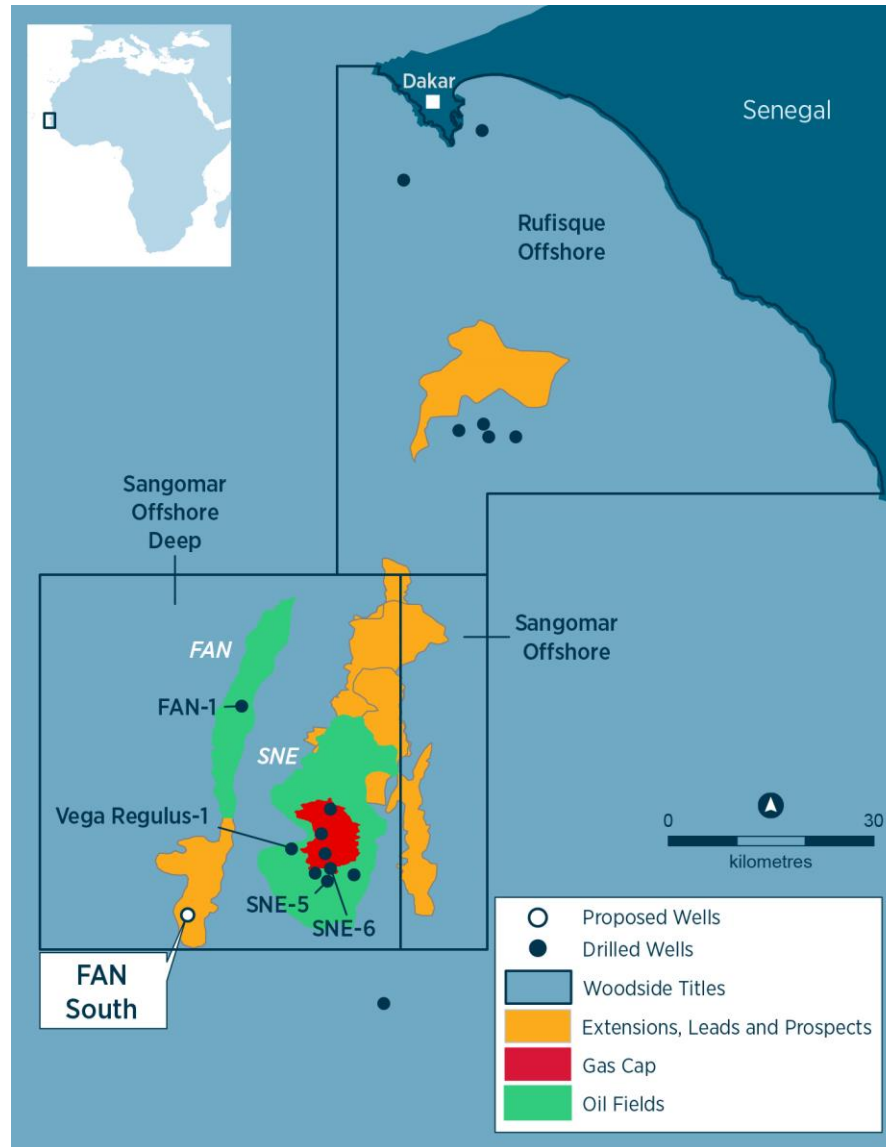 Dakar
Senegal
Rufisque
Offshore
Sangomar
Offshore
Deep
Sangomar
Offshore
FAN
FAN-1
SNE
Vega Regulus-1
SNE-5
SNE-6
FAN
South
0
30
kilometres
Proposed Wells
Drilled Wells
Woodside Titles
Extensions, Leads and Prospects
Gas Cap
Oil Fields